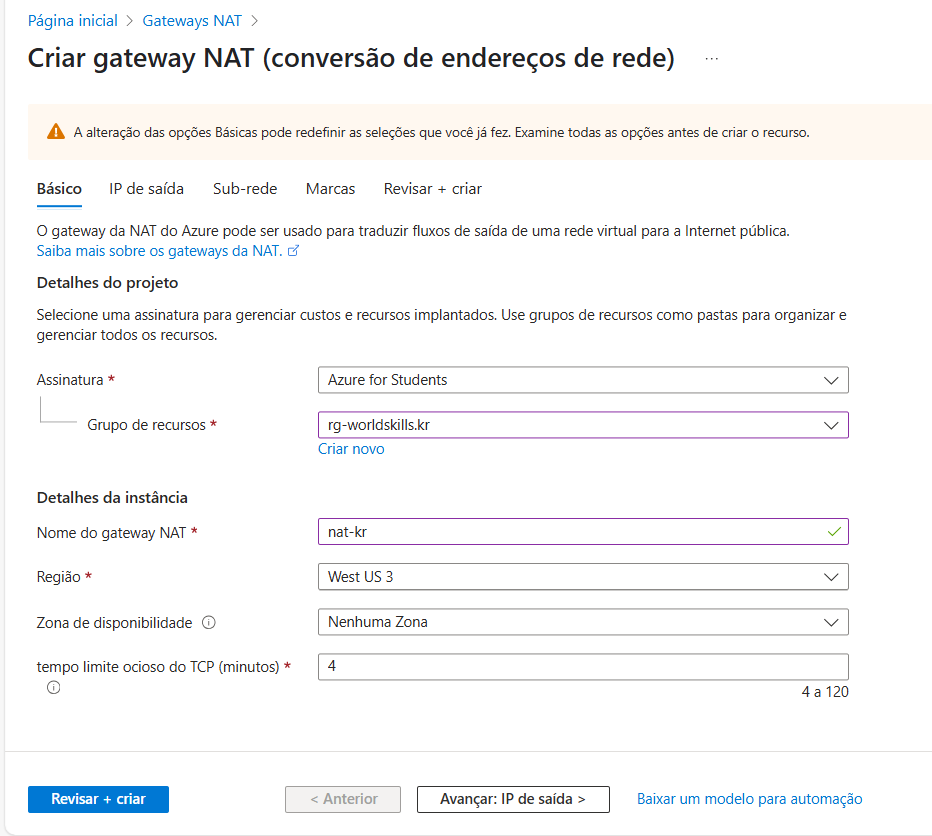 Página inicial > Gateways NAT >
Criar gateway NAT (conversão de endereços de rede) ...
A alteração das opções Básicas pode redefinir as seleções que você já fez. Examine todas as opções antes de criar o recurso.
Básico IP de saída Sub-rede Marcas Revisar + criar
O gateway da NAT do Azure pode ser usado para traduzir fluxos de saída de uma rede virtual para a Internet pública.
Saiba mais sobre os gateways da NAT.
Detalhes do projeto
Selecione uma assinatura para gerenciar custos e recursos implantados. Use grupos de recursos como pastas para organizar e
gerenciar todos os recursos.
Assinatura * Azure for Students
Grupo de recursos * rg-worldskills.kr
Criar novo
Detalhes da instância
Nome do gateway NAT * nat-kr
Região * West US 3
Zona de disponibilidade Nenhuma Zona
tempo limite ocioso do TCP (minutos) * 4
4 a 120
Revisar + criar < Anterior Avançar: IP de saída > Baixar um modelo para automação